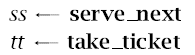 ss ← serve_next
tt ← take_ticket